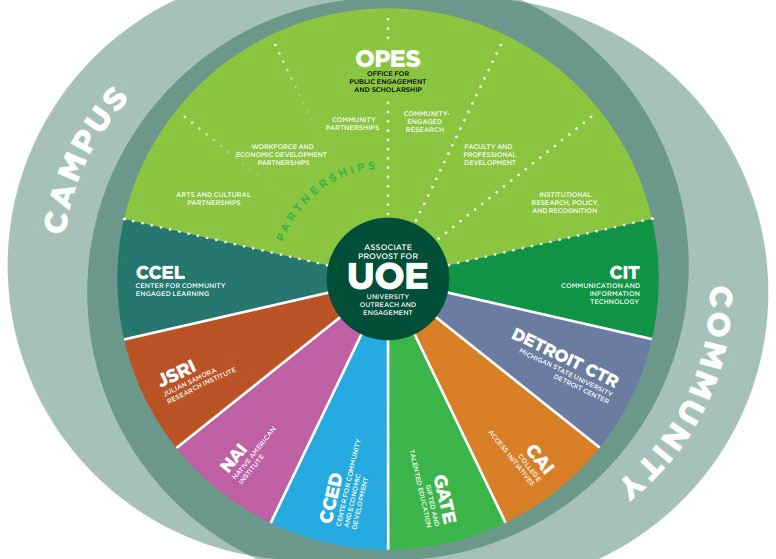 CAMPUS
OPES
OFFICE FOR
PUBLIC ENGAGEMENT
AND SCHOLARSHIP
COMMUNITY
PARTNERSHIPS
COMMUNITY-
ENGAGED
RESEARCH
WORKFORCE AND
ECONOMIC DEVELOPMENT
PARTNERSHIPS
FACULTY AND
PROFESSIONAL
DEVELOPMENT
ARTS AND CULTURAL
PARTNERSHIPS
PARTNERSHIPS
INSTITUTIONAL
RESEARCH, POLICY,
AND RECOGNITION
ASSOCIATE
PROVOST FOR
UOE
UNIVERSITY
OUTREACH AND
ENGAGEMENT
CCEL
CENTER FOR COMMUNITY
ENGAGED LEARNING
CIT
COMMUNICATION AND
INFORMATION
TECHNOLOGY
JSRI
JULIAN SAMORA
RESEARCH INSTITUTE
DETROIT CTR
MICHIGAN STATE UNIVERSITY
DETROIT CENTER
NAI
NATIVE AMERICAN
INSTITUTE
CCED
CENTER FOR COMMUNITY
AND ECONOMIC
DEVELOPMENT
GATE
GIFTED AND
TALENTED EDUCATION
CAI
COLLEGE
ACCESS INITIATIVES
COMMUNITY